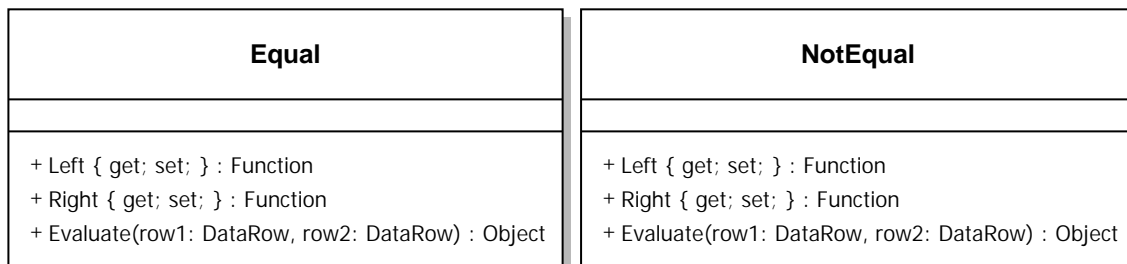 Equal
+ Left { get; set; } : Function
+ Right { get; set; } : Function
+ Evaluate(row1: DataRow, row2: DataRow) : Object
NotEqual
+ Left { get; set; } : Function
+ Right { get; set; } : Function
+ Evaluate(row1: DataRow, row2: DataRow) : Object